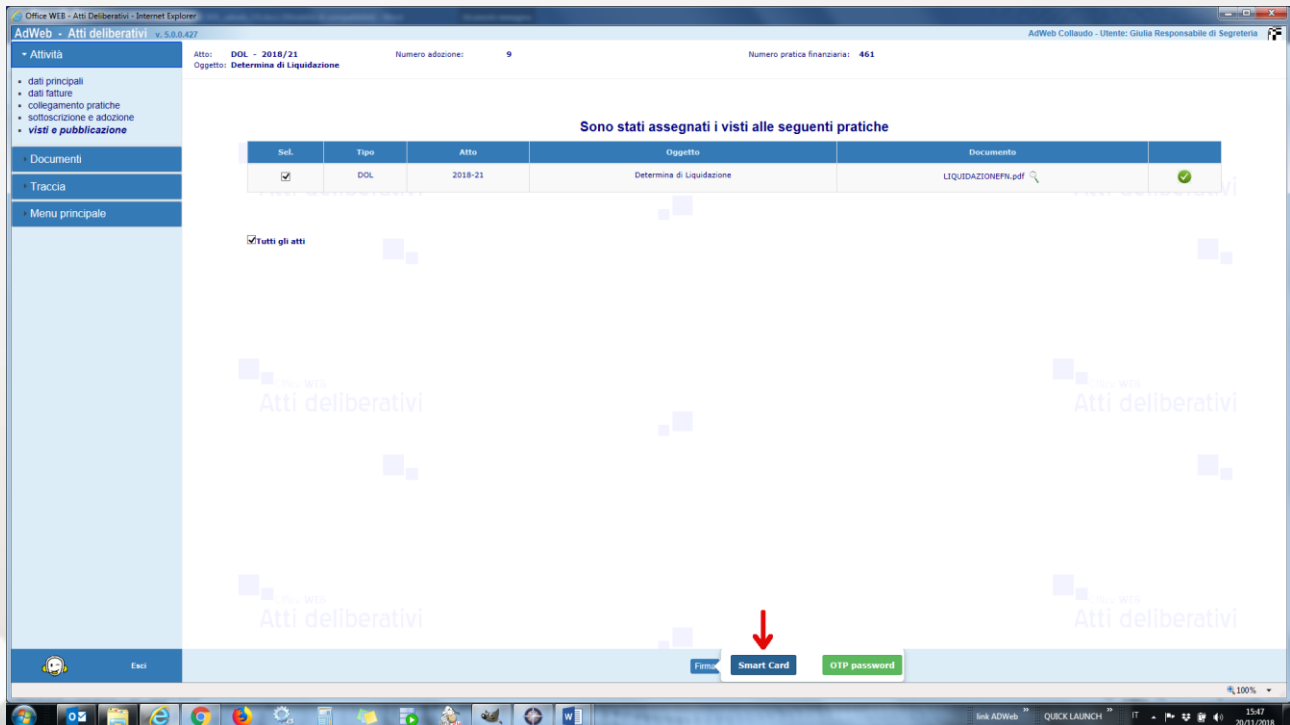 Office WEB - Atti Deliberativi - Internet Explorer
AdWeb - Atti deliberativi v. 5.0.0.427
AdWeb Collaudo - Utente: Giulia Responsabile di Segreteria
Attività
Atto: DOL - 2018/21 Numero adozione: 9 Numero pratica finanziaria: 461
Oggetto: Determina di Liquidazione
dati principali
dati fatture
collegamento pratiche
sottoscrizione e adozione
visti e pubblicazione
Documenti
Traccia
Menu principale
Sono stati assegnati i visti alle seguenti pratiche
Sel. Tipo Atto Oggetto Documento
DOL 2018-21 Determina di Liquidazione LIQUIDAZIONEFN.pdf
Tutti gli atti
Atti deliberativi
Atti deliberativi
Atti deliberativi
Atti deliberativi
Esci
Firma Smart Card OTP password
100%
link ADWeb QUICK LAUNCH IT 15:47
20/11/2018